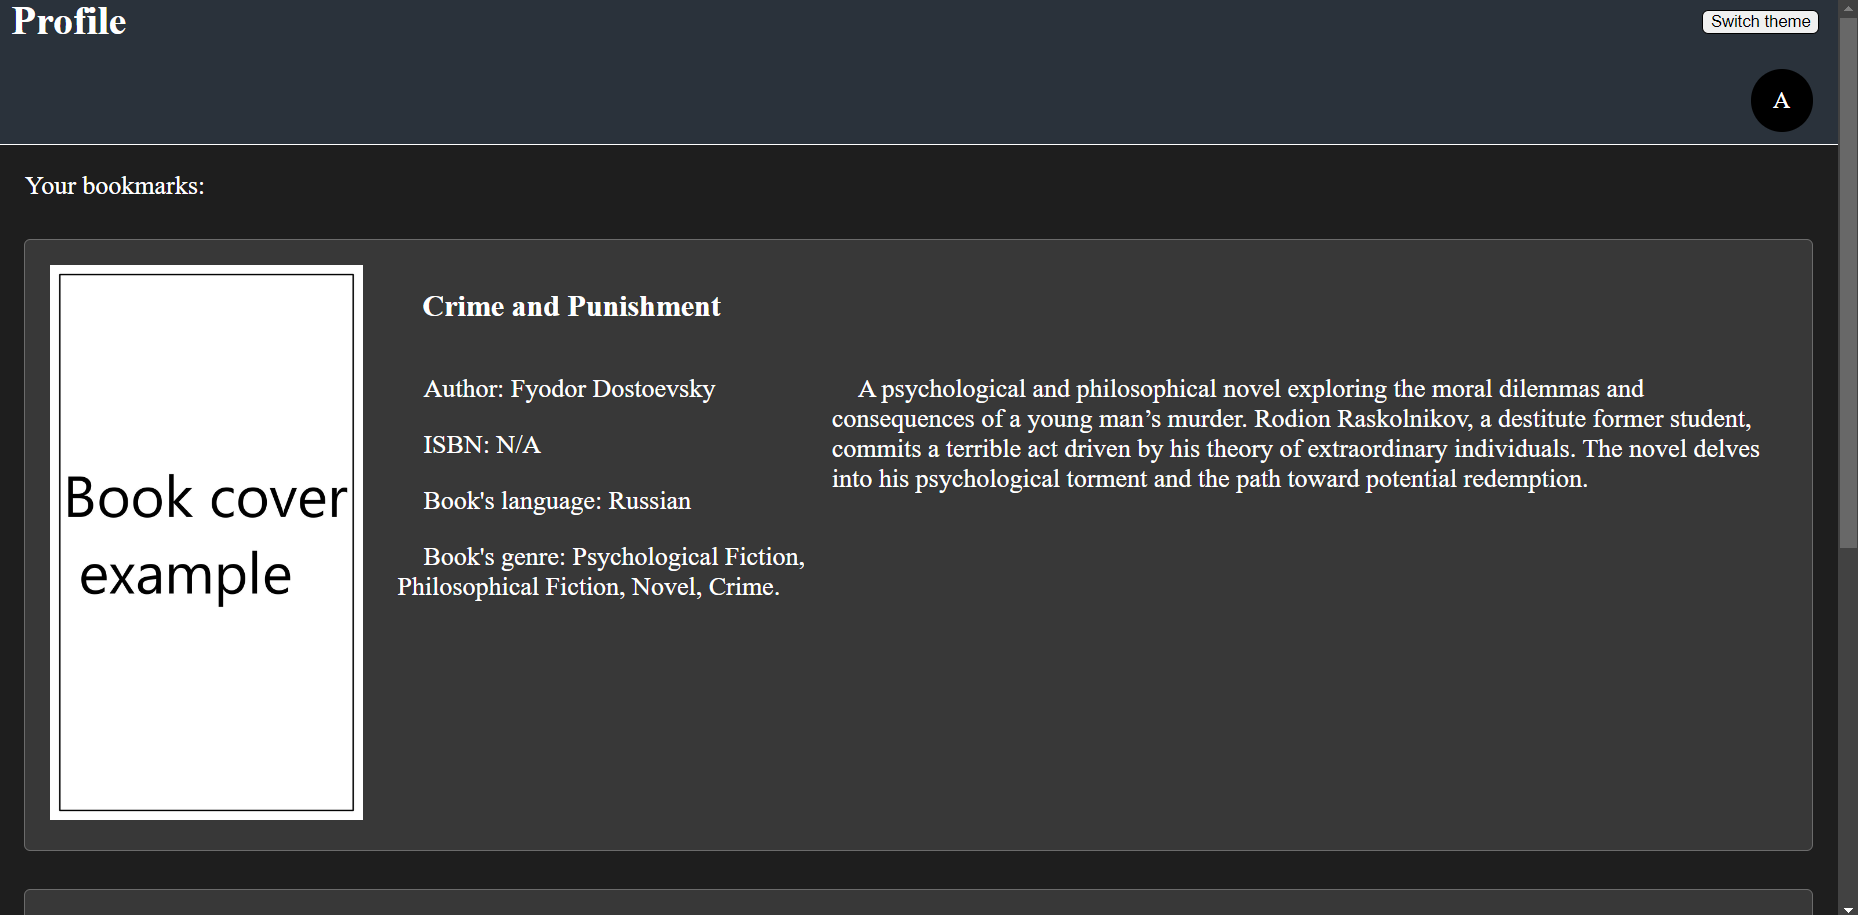 Profile
Switch theme
A
Your bookmarks:
Book cover
example
Crime and Punishment
Author: Fyodor Dostoevsky
ISBN: N/A
Book's language: Russian
Book's genre: Psychological Fiction,
Philosophical Fiction, Novel, Crime.
A psychological and philosophical novel exploring the moral dilemmas and
consequences of a young man’s murder. Rodion Raskolnikov, a destitute former student,
commits a terrible act driven by his theory of extraordinary individuals. The novel delves
into his psychological torment and the path toward potential redemption.